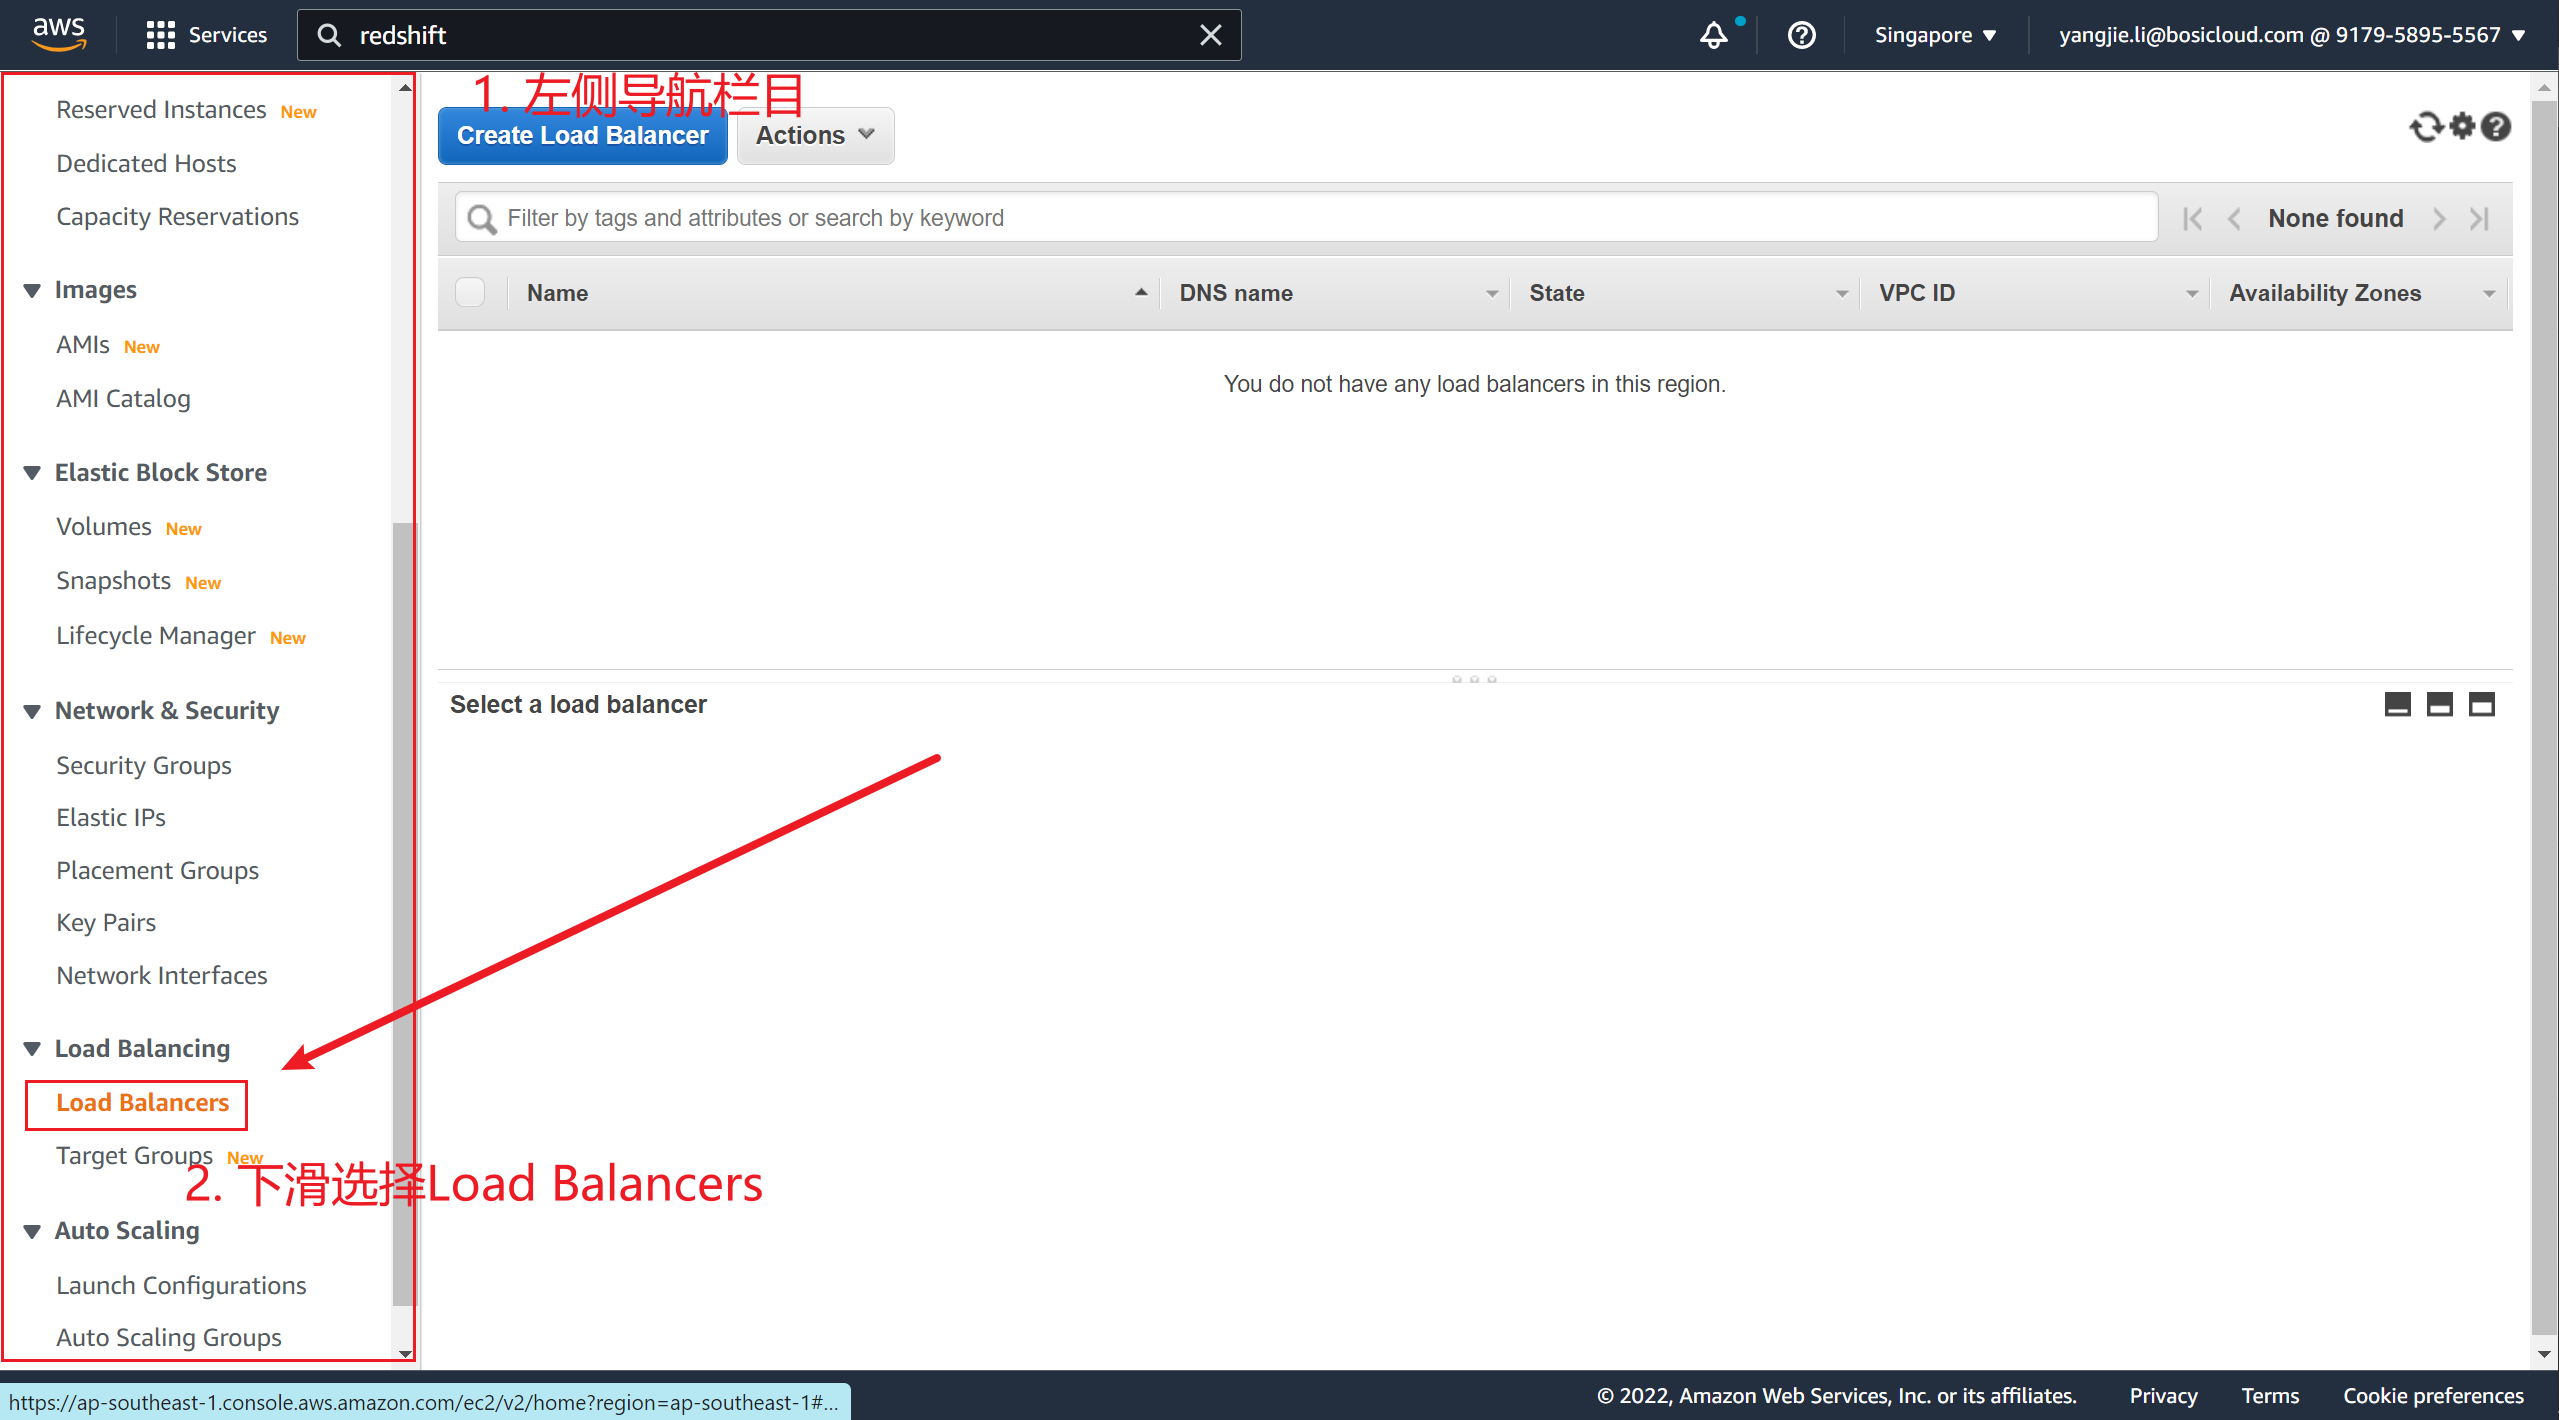 aws
Services
redshift
Singapore
yangjie.li@bosicloud.com @ 9179-5895-5567
Reserved Instances New
Dedicated Hosts
Capacity Reservations
Images
AMIs New
AMI Catalog
Elastic Block Store
Volumes New
Snapshots New
Lifecycle Manager New
Network & Security
Security Groups
Elastic IPs
Placement Groups
Key Pairs
Network Interfaces
Load Balancing
Load Balancers
Target Groups New
2. 下滑选择Load Balancers
Auto Scaling
Launch Configurations
Auto Scaling Groups
1. 左侧导航栏目
Create Load Balancer
Actions
Filter by tags and attributes or search by keyword
None found
Name
DNS name
State
VPC ID
Availability Zones
You do not have any load balancers in this region.
Select a load balancer
https://ap-southeast-1.console.aws.amazon.com/ec2/v2/home?region=ap-southeast-1#...
© 2022, Amazon Web Services, Inc. or its affiliates.
Privacy
Terms
Cookie preferences